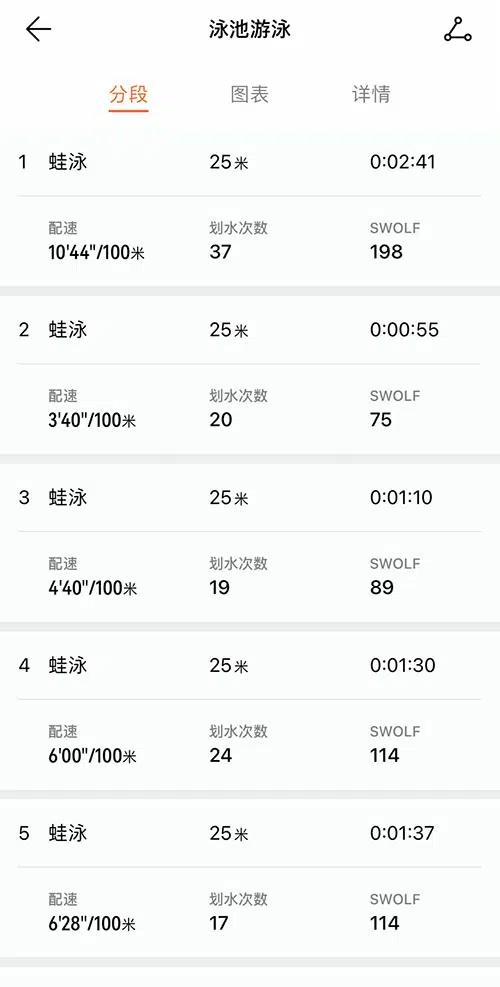 泳池游泳
分段 图表 详情
1 蛙泳 25米 0:02:41
配速 划水次数 SWOLF
10'44"/100米 37 198
2 蛙泳 25米 0:00:55
配速 划水次数 SWOLF
3'40"/100米 20 75
3 蛙泳 25米 0:01:10
配速 划水次数 SWOLF
4'40"/100米 19 89
4 蛙泳 25米 0:01:30
配速 划水次数 SWOLF
6'00"/100米 24 114
5 蛙泳 25米 0:01:37
配速 划水次数 SWOLF
6'28"/100米 17 114